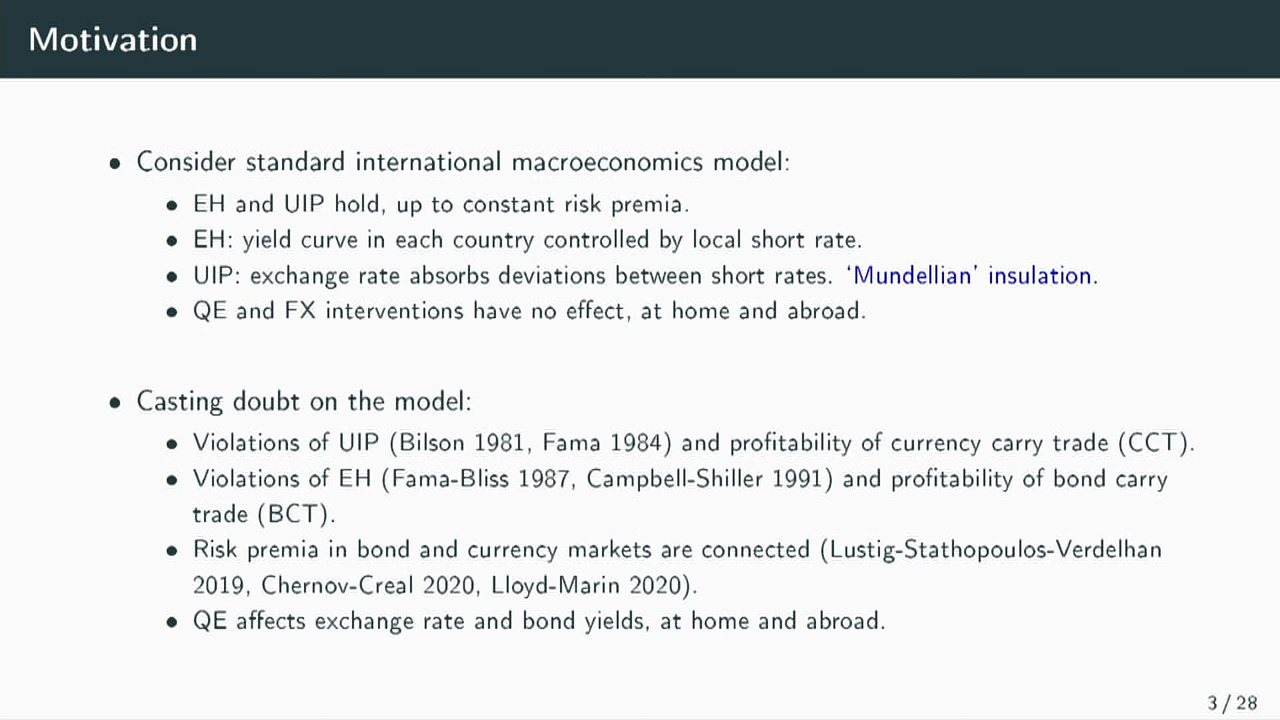 Motivation
• Consider standard international macroeconomics model:
• EH and UIP hold, up to constant risk premia.
• EH: yield curve in each country controlled by local short rate.
• UIP: exchange rate absorbs deviations between short rates. ‘Mundellian’ insulation.
• QE and FX interventions have no effect, at home and abroad.
• Casting doubt on the model:
• Violations of UIP (Bilson 1981, Fama 1984) and profitability of currency carry trade (CCT).
• Violations of EH (Fama-Bliss 1987, Campbell-Shiller 1991) and profitability of bond carry
trade (BCT).
• Risk premia in bond and currency markets are connected (Lustig-Stathopoulos-Verdelhan
2019, Chernov-Creal 2020, Lloyd-Marin 2020).
• QE affects exchange rate and bond yields, at home and abroad.
3 / 28